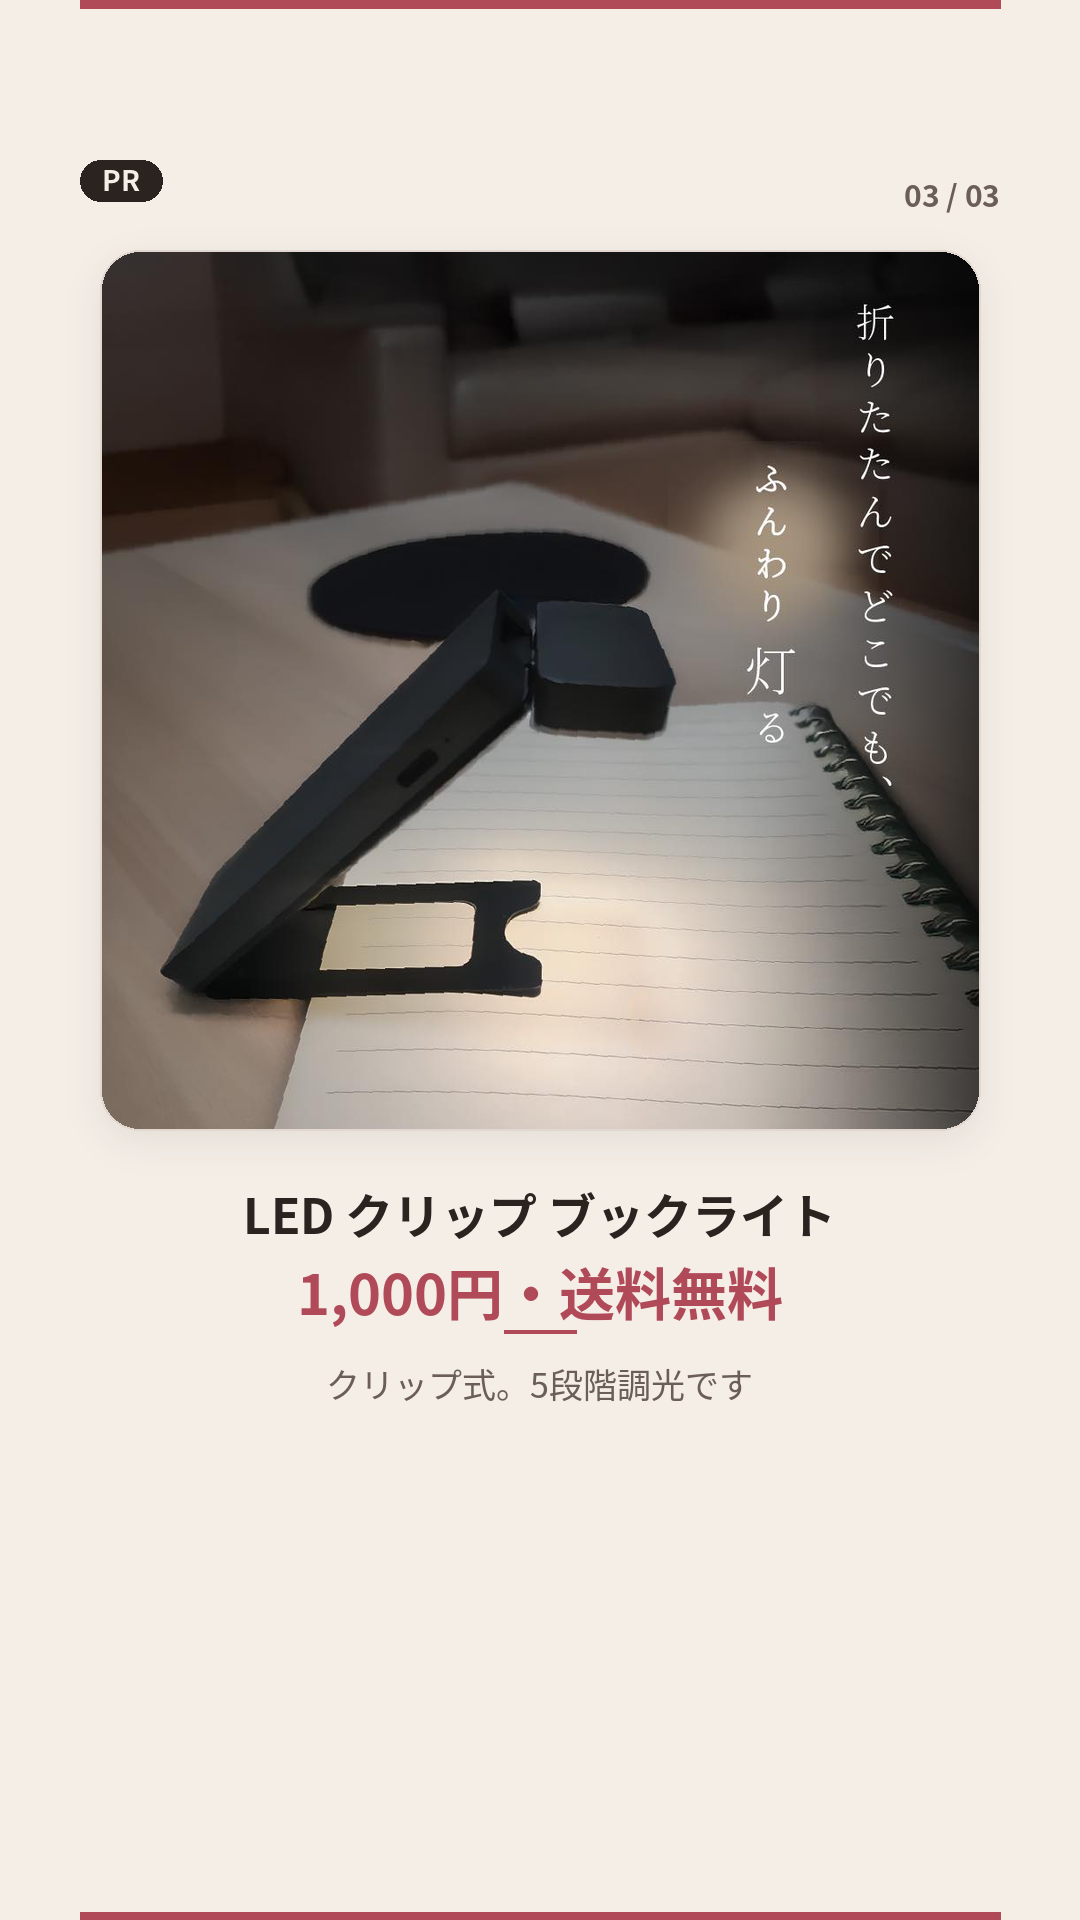 PR
03 / 03
折りたたんでどこでも、
ふんわり灯る
LED クリップ ブックライト
1,000円・送料無料
クリップ式。5段階調光です